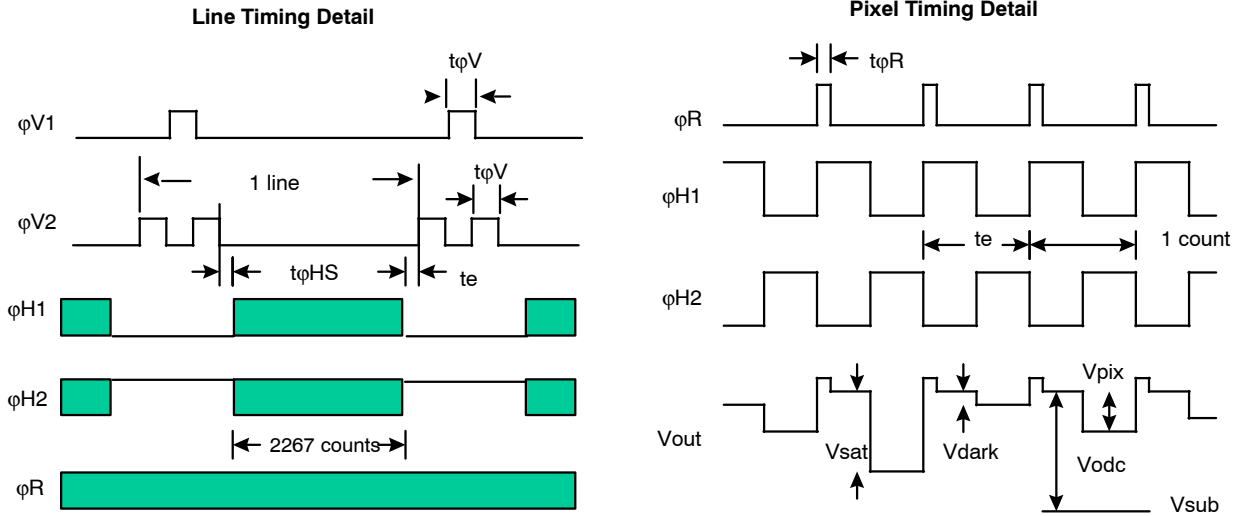 Line Timing Detail
tφV
φV1
1 line
tφV
φV2
tφHS
te
φH1
φH2
2267 counts
φR
Pixel Timing Detail
tφR
φR
φH1
te
1 count
φH2
Vpix
Vout
Vsat
Vdark
Vodc
Vsub